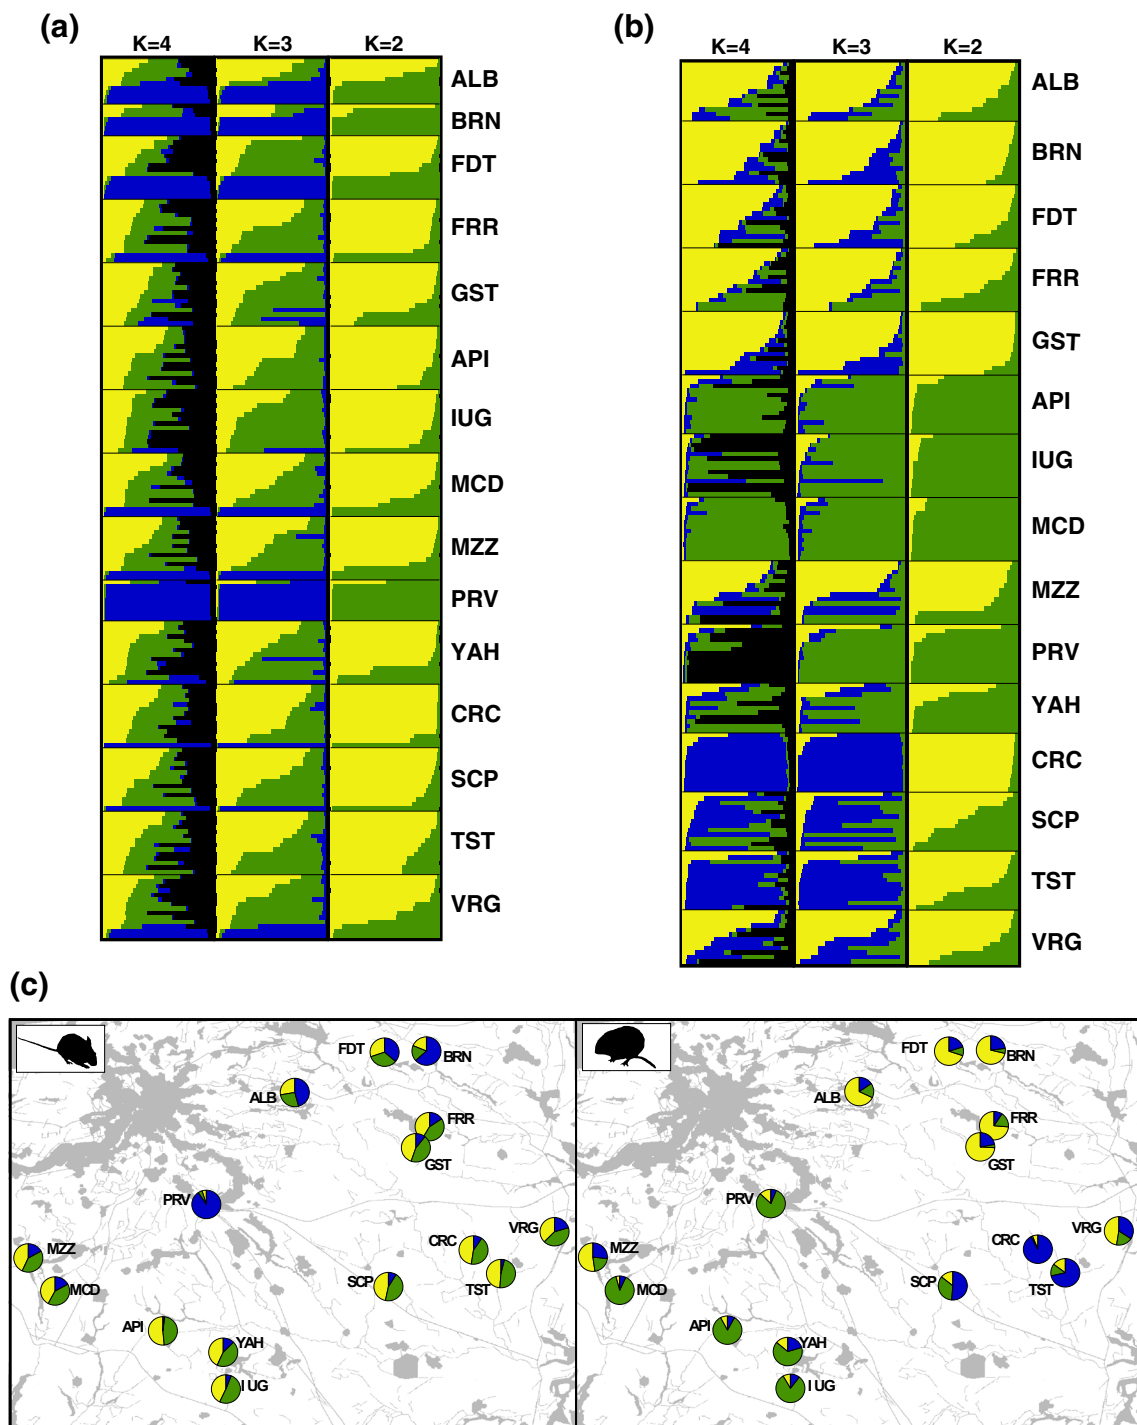 (a)
K=4 K=3 K=2
ALB
BRN
FDT
FRR
GST
API
IUG
MCD
MZZ
PRV
YAH
CRC
SCP
TST
VRG
(b)
K=4 K=3 K=2
ALB
BRN
FDT
FRR
GST
API
IUG
MCD
MZZ
PRV
YAH
CRC
SCP
TST
VRG
(c)
FDT
BRN
ALB
FRR
GST
PRV
VRG
MZZ
CRC
MCD
SCP
TST
API
YAH
IUG
FDT
BRN
ALB
FRR
GST
PRV
VRG
CRC
MZZ
MCD
SCP
TST
API
YAH
IUG